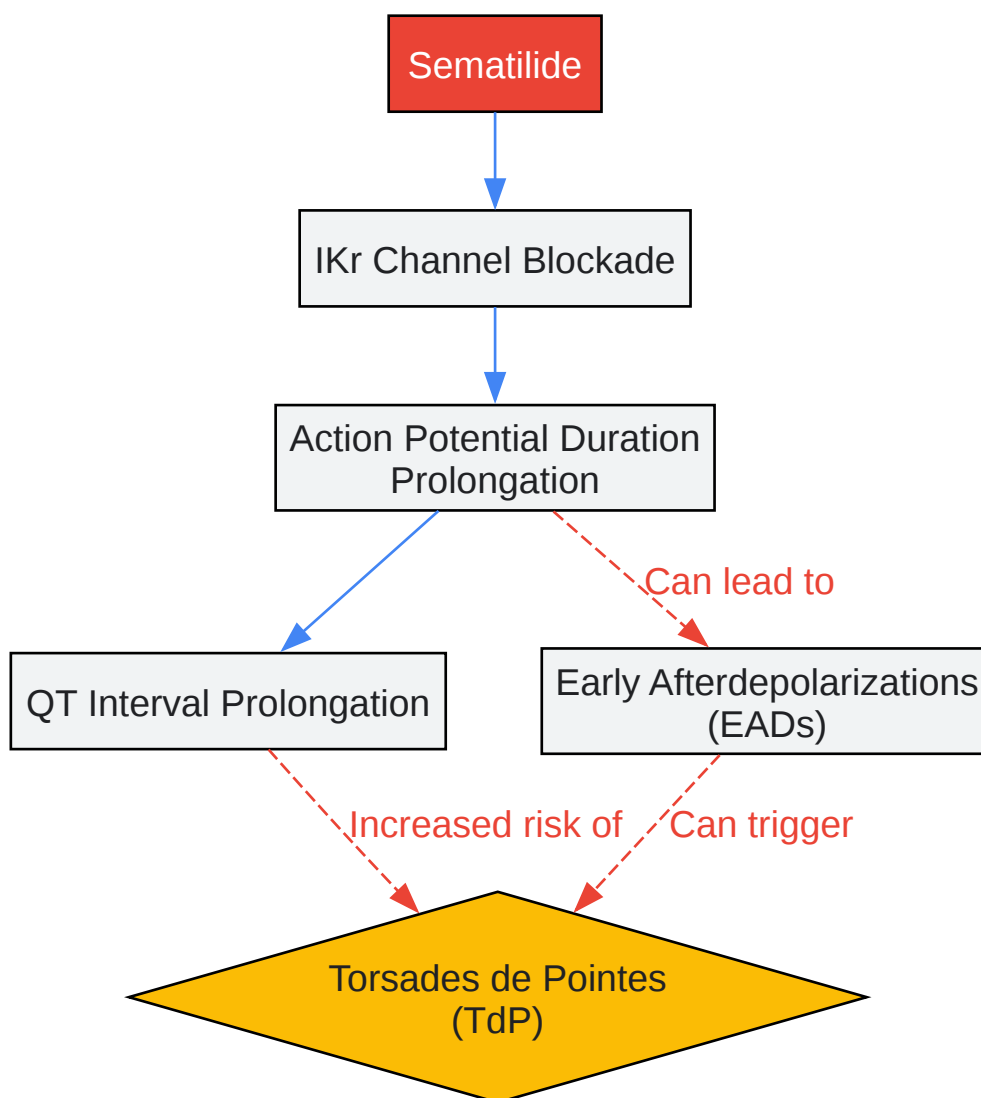 Sematilide
IKr Channel Blockade
Action Potential Duration
Prolongation
Can lead to
QT Interval Prolongation
Early Afterdepolarizations
(EADs)
Increased risk of
Can trigger
Torsades de Pointes
(TdP)